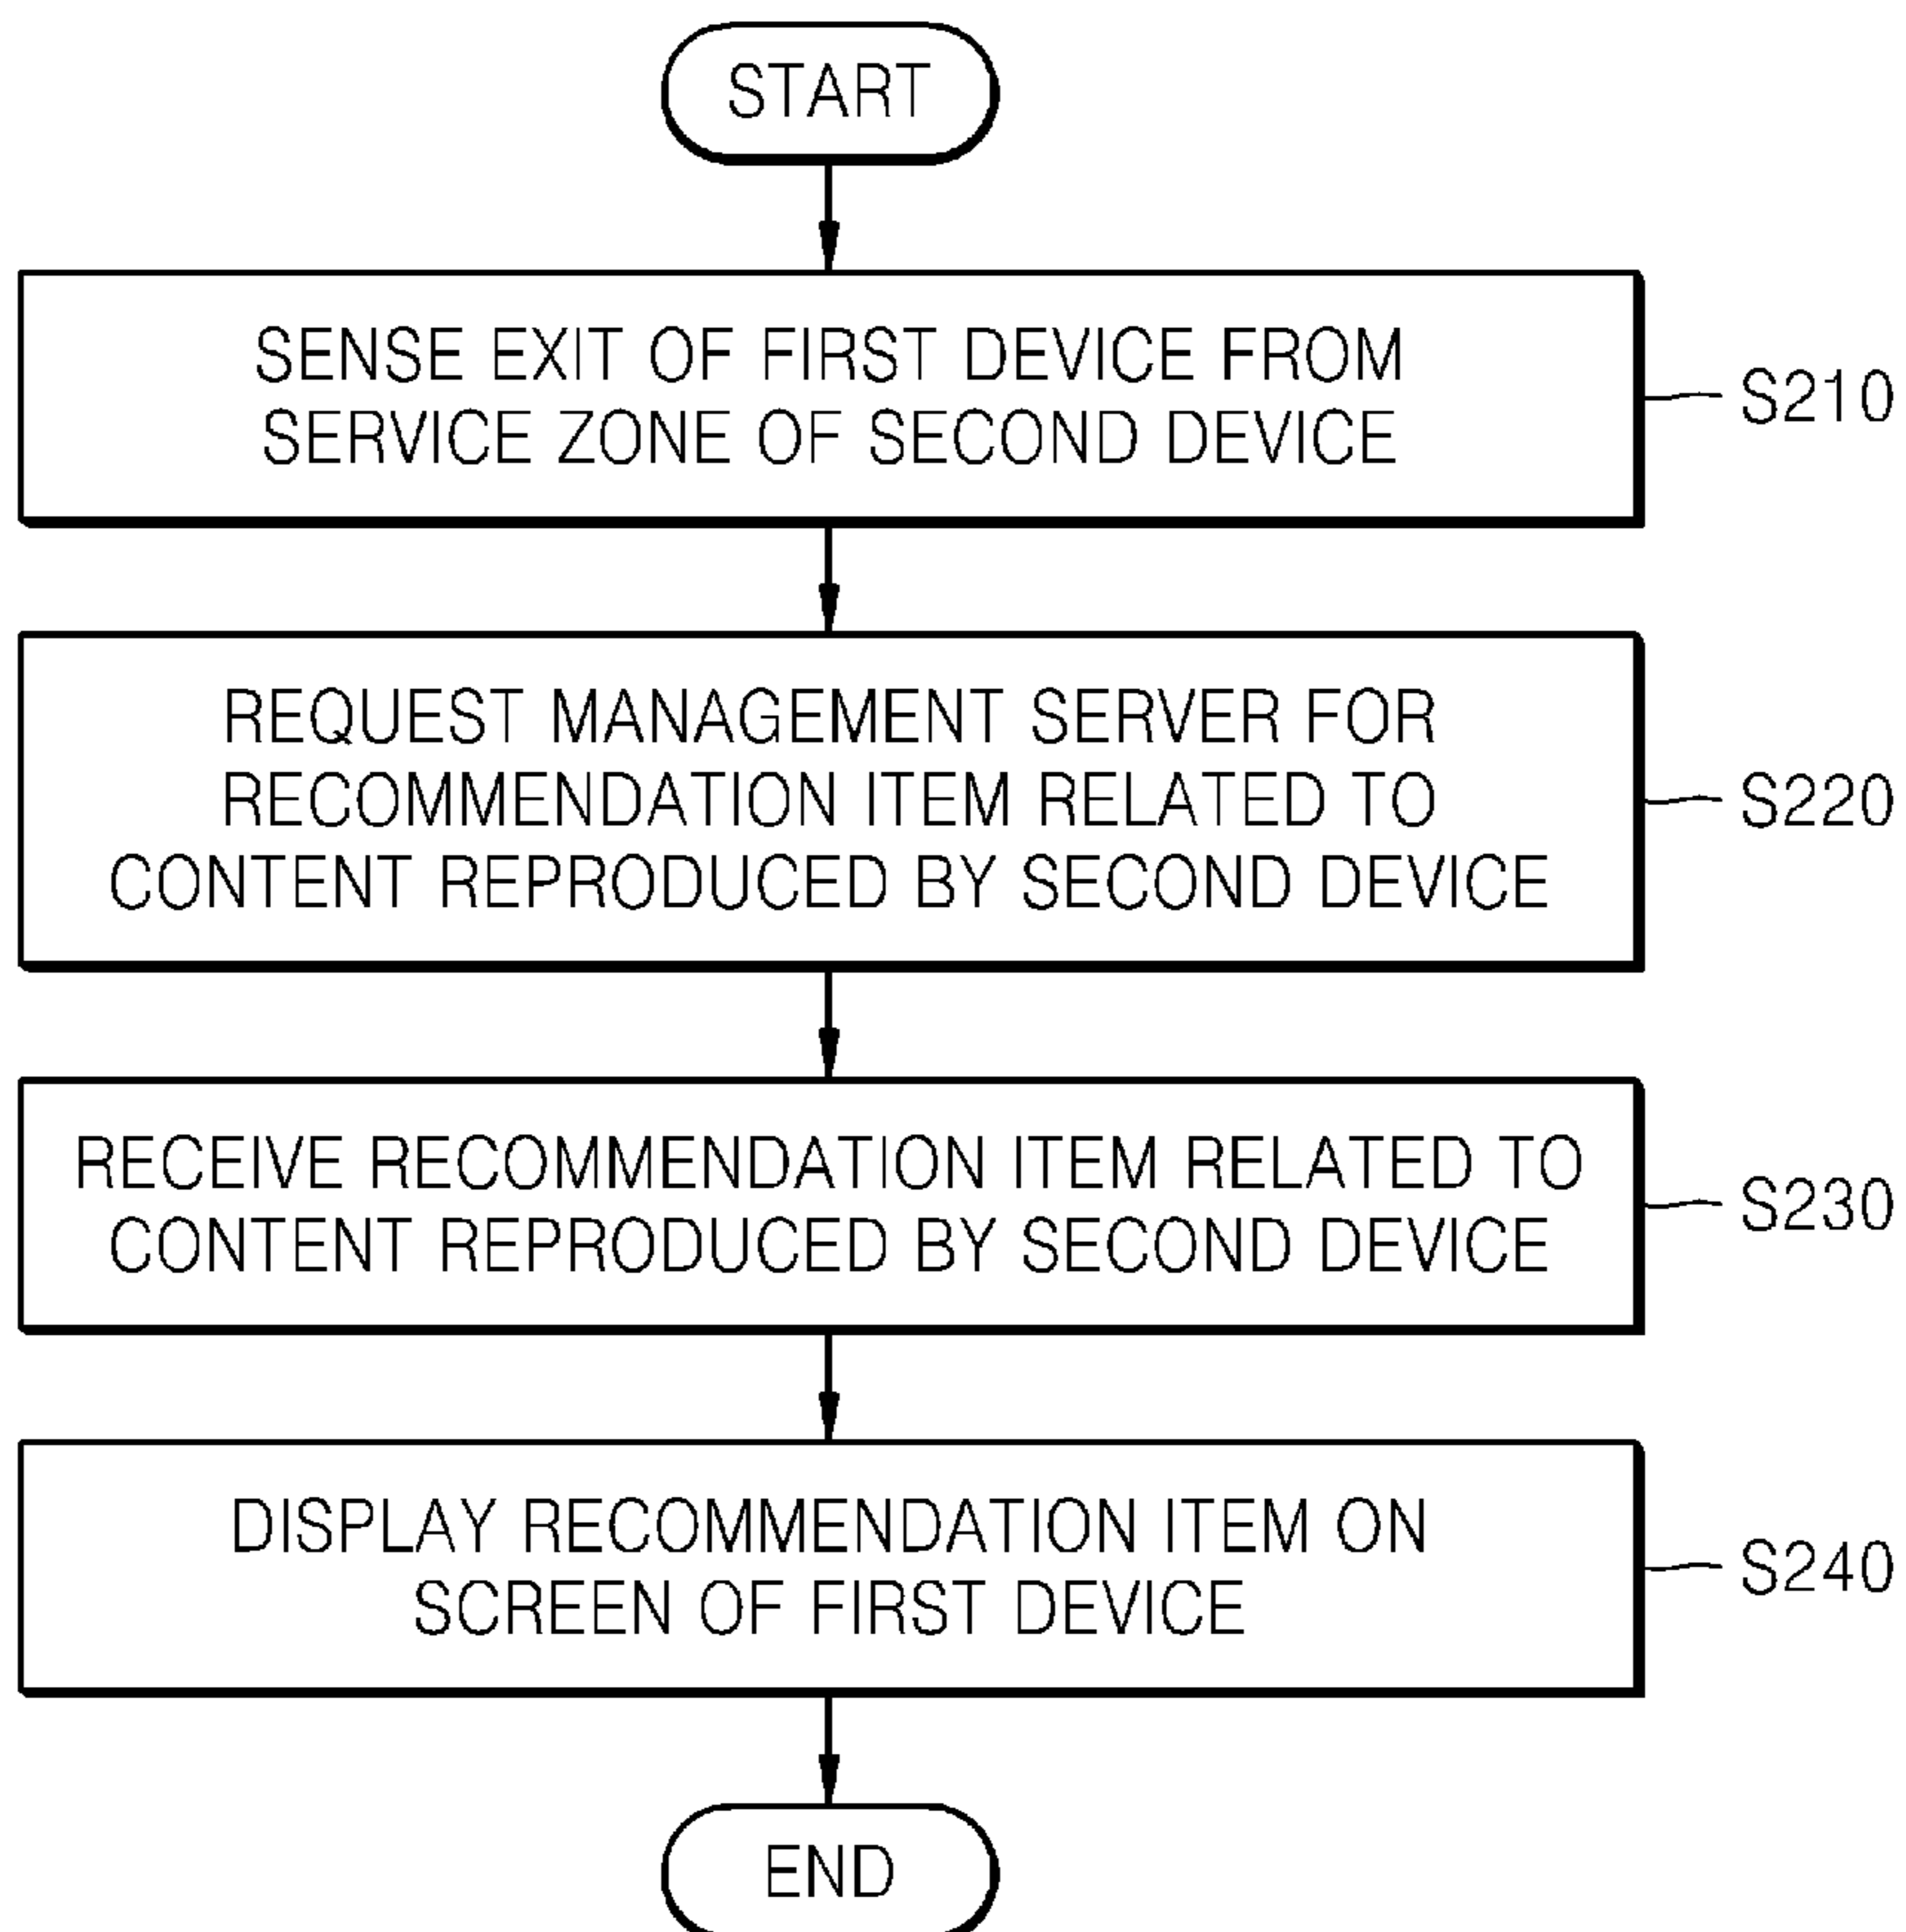 START
SENSE EXIT OF FIRST DEVICE FROM
SERVICE ZONE OF SECOND DEVICE
S210
REQUEST MANAGEMENT SERVER FOR
RECOMMENDATION ITEM RELATED TO
CONTENT REPRODUCED BY SECOND DEVICE
S220
RECEIVE RECOMMENDATION ITEM RELATED TO
CONTENT REPRODUCED BY SECOND DEVICE
S230
DISPLAY RECOMMENDATION ITEM ON
SCREEN OF FIRST DEVICE
S240
END